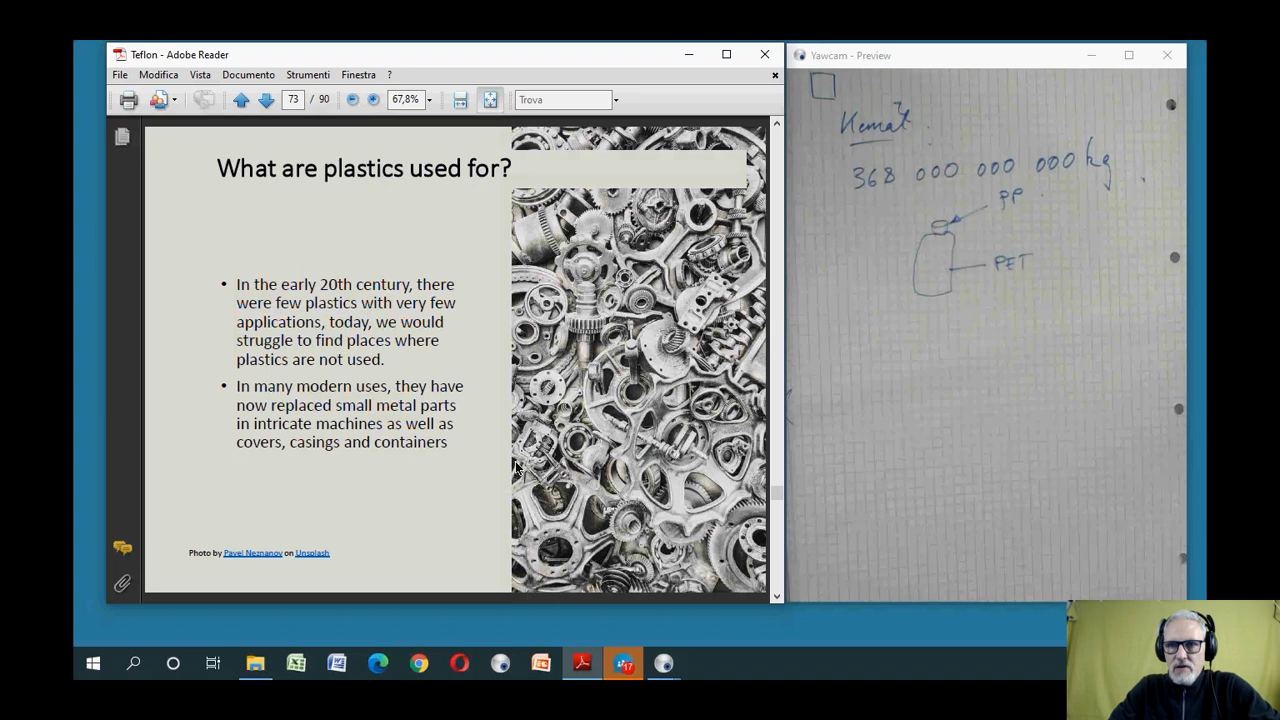 Teflon - Adobe Reader
File Modifica Vista Documento Strumenti Finestra ?
73 / 90 67,8% Trova
What are plastics used for?
• In the early 20th century, there
were few plastics with very few
applications, today, we would
struggle to find places where
plastics are not used.
• In many modern uses, they have
now replaced small metal parts
in intricate machines as well as
covers, casings and containers
Photo by Pavel Neznanov on Unsplash
Yawcam - Preview
368 000 000 000 kg
PP
PET
17